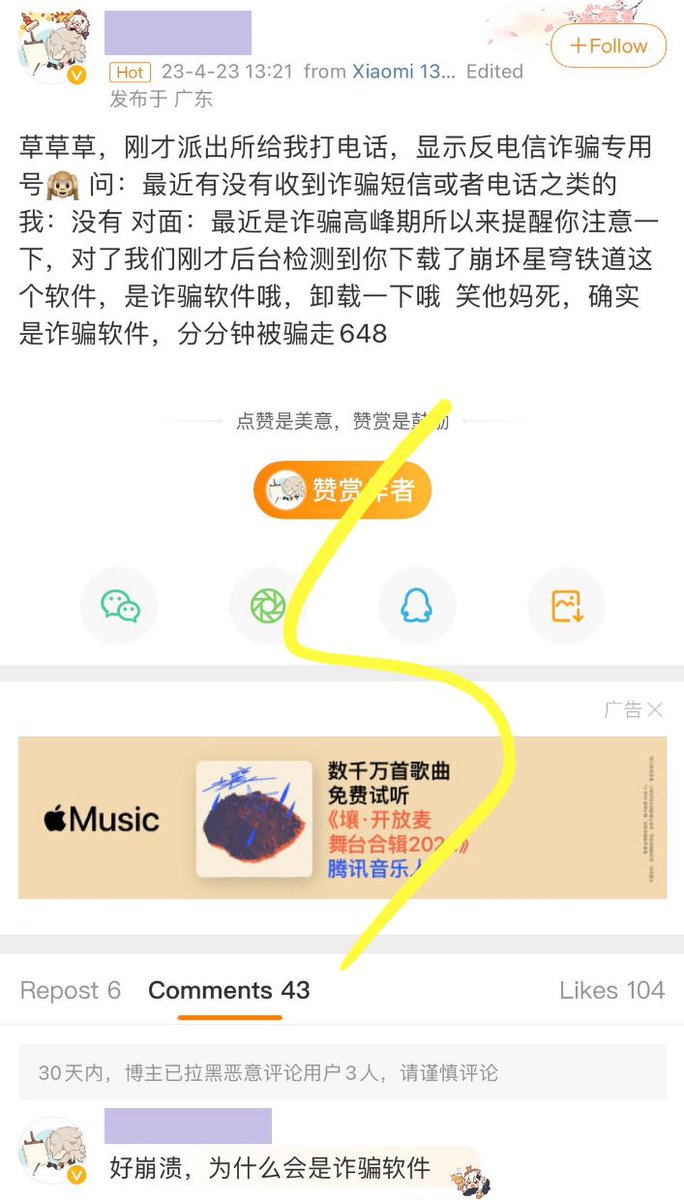 +Follow
Hot 23-4-23 13:21 from Xiaomi 13... Edited
发布于 广东
草草草，刚才派出所给我打电话，显示反电信诈骗专用
号 问：最近有没有收到诈骗短信或者电话之类的
我：没有 对面：最近是诈骗高峰期所以来提醒你注意一
下，对了我们刚才后台检测到你下载了崩坏星穹铁道这
个软件，是诈骗软件哦，卸载一下哦 笑他妈死，确实
是诈骗软件，分分钟被骗走648
点赞是美意，赞赏是鼓励
赞赏作者
广告
Music
数千万首歌曲
免费试听
《壤·开放麦
舞台合辑202
腾讯音乐人
Repost 6 Comments 43 Likes 104
30天内，博主已拉黑恶意评论用户3人，请谨慎评论
好崩溃，为什么会是诈骗软件